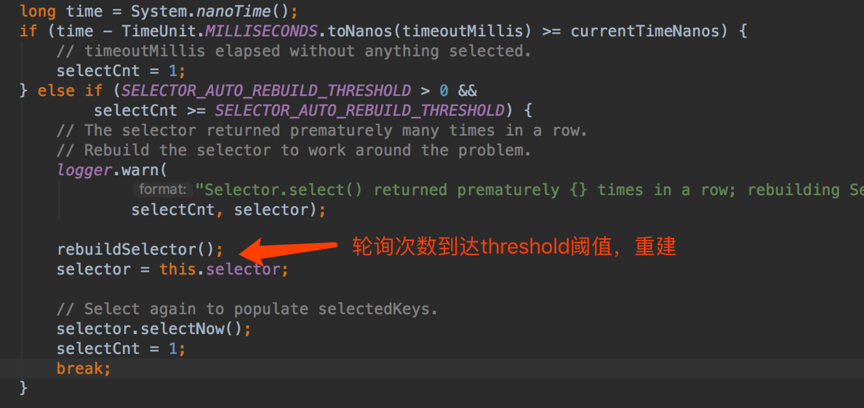 long time = System.nanoTime();
if (time - TimeUnit.MILLISECONDS.toNanos(timeoutMillis) >= currentTimeNanos) {
// timeoutMillis elapsed without anything selected.
selectCnt = 1;
} else if (SELECTOR_AUTO_REBUILD_THRESHOLD > 0 &&
selectCnt >= SELECTOR_AUTO_REBUILD_THRESHOLD) {
// The selector returned prematurely many times in a row.
// Rebuild the selector to work around the problem.
logger.warn(
format: "Selector.select() returned prematurely {} times in a row; rebuilding Se
selectCnt, selector);
rebuildSelector(); 轮询次数到达threshold阈值，重建
selector = this.selector;
// Select again to populate selectedKeys.
selector.selectNow();
selectCnt = 1;
break;
}